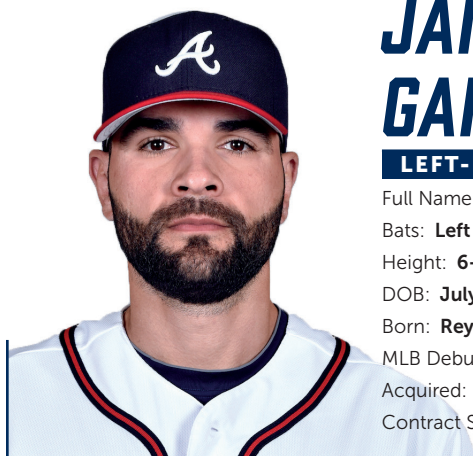 A
JA
GA
LEFT-
Full Name
Bats: Left
Height: 6-
DOB: July
Born: Rey
MLB Debu
Acquired:
Contract S